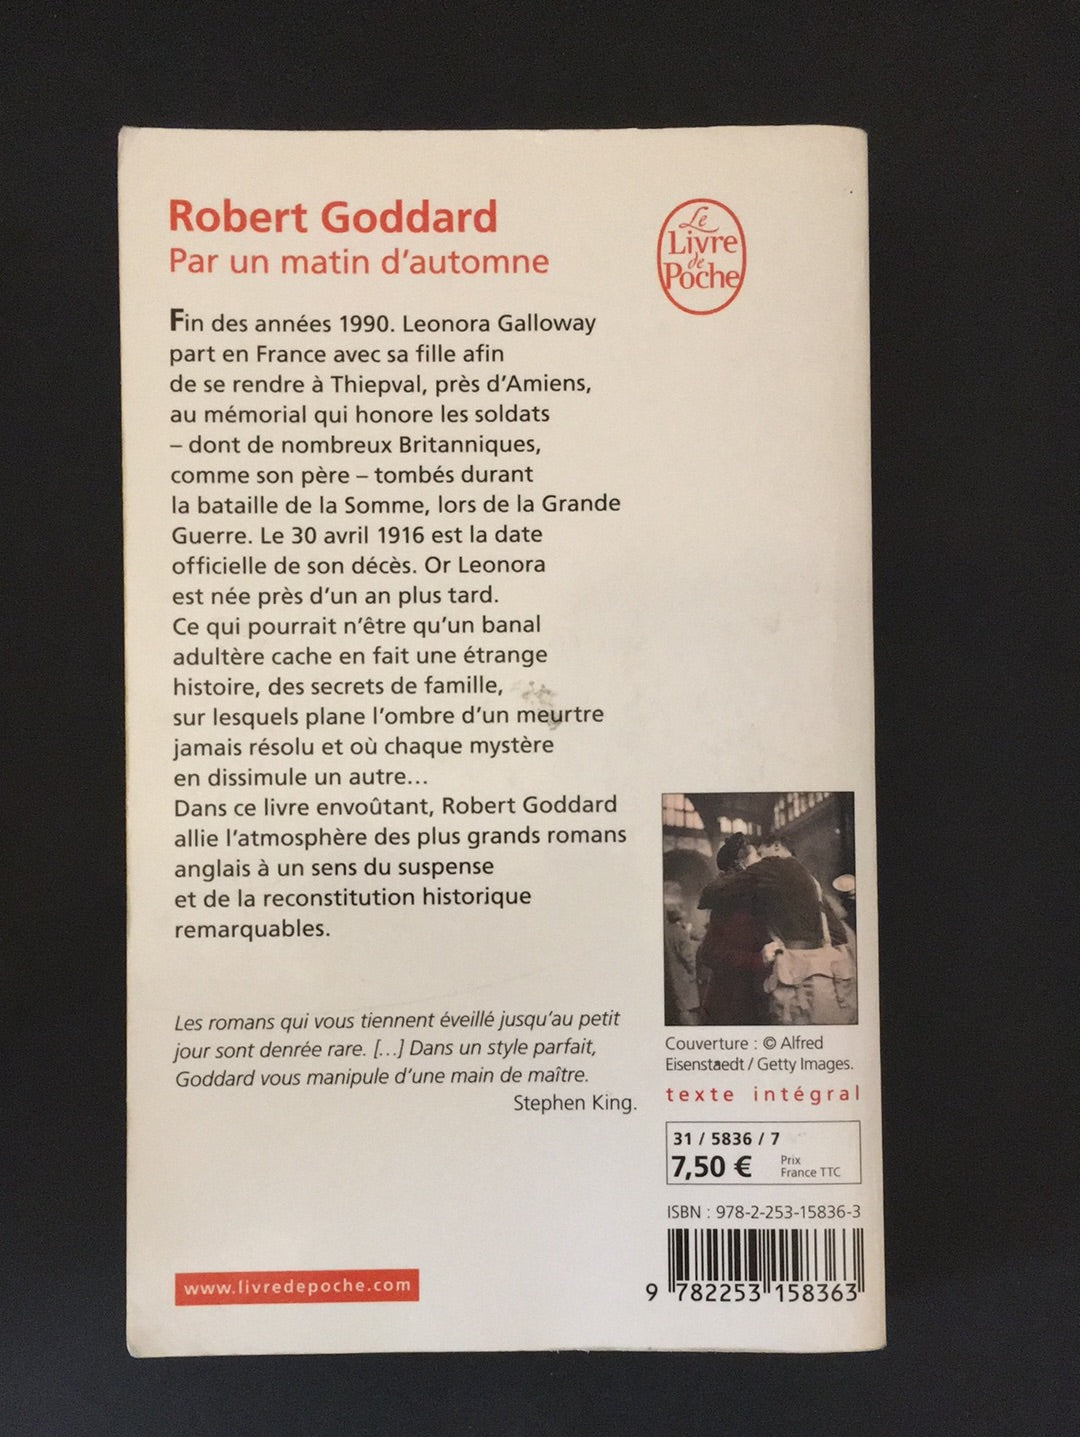 Robert Goddard
Par un matin d'automne
Le
Livre
de
Poche
Fin des années 1990. Leonora Galloway
part en France avec sa fille afin
de se rendre à Thiepval, près d'Amiens,
au mémorial qui honore les soldats
– dont de nombreux Britanniques,
comme son père – tombés durant
la bataille de la Somme, lors de la Grande
Guerre. Le 30 avril 1916 est la date
officielle de son décès. Or Leonora
est née près d'un an plus tard.
Ce qui pourrait n'être qu'un banal
adultère cache en fait une étrange
histoire, des secrets de famille,
sur lesquels plane l'ombre d'un meurtre
jamais résolu et où chaque mystère
en dissimule un autre…
Dans ce livre envoûtant, Robert Goddard
allie l'atmosphère des plus grands romans
anglais à un sens du suspense
et de la reconstitution historique
remarquables.
Les romans qui vous tiennent éveillé jusqu'au petit
jour sont denrée rare. […] Dans un style parfait,
Goddard vous manipule d'une main de maître.
Stephen King.
www.livredepoche.com
Couverture : © Alfred
Eisenstaedt / Getty Images.
texte intégral
31 / 5836 / 7
7,50 € Prix
France TTC
ISBN : 978-2-253-15836-3
9 782253 158363